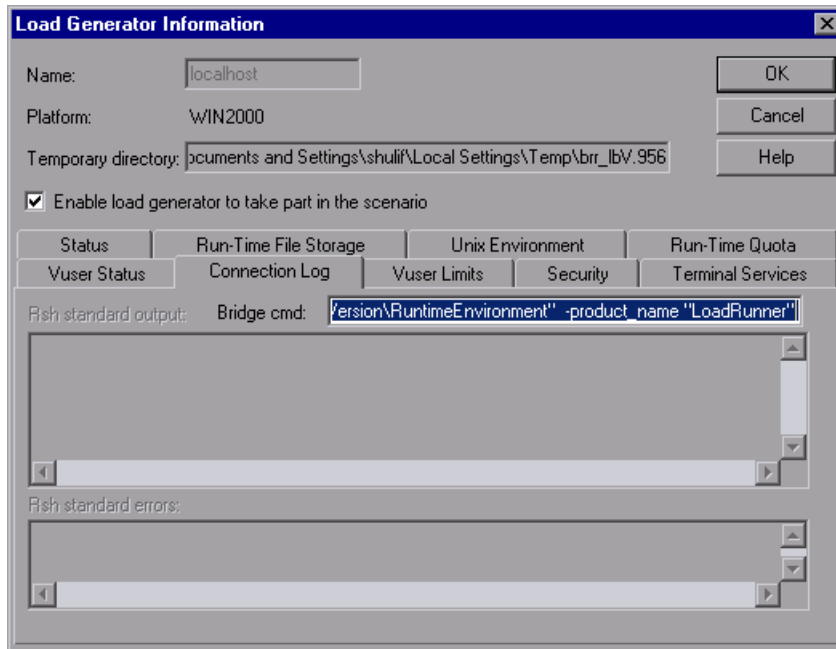 Load Generator Information
Name: localhost OK
Platform: WIN2000 Cancel
Temporary directory: ocuments and Settings\shulif\Local Settings\Temp\brr_lbV.956 Help
Enable load generator to take part in the scenario
Status Run-Time File Storage Unix Environment Run-Time Quota
Vuser Status Connection Log Vuser Limits Security Terminal Services
Rsh standard output: Bridge cmd: Version\RuntimeEnvironment" -product_name "LoadRunner"
Rsh standard errors: